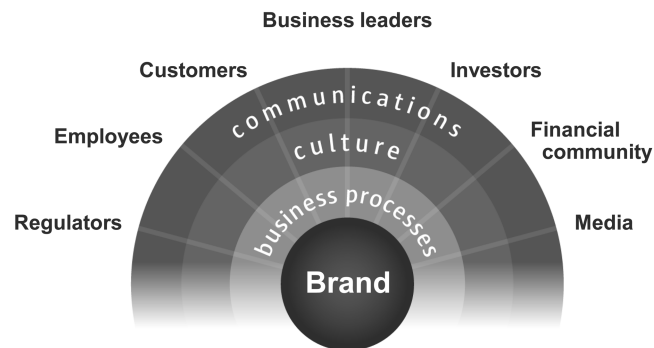 Business leaders
Customers
Investors
Employees
Financial
community
Regulators
Media
communications
culture
business processes
Brand